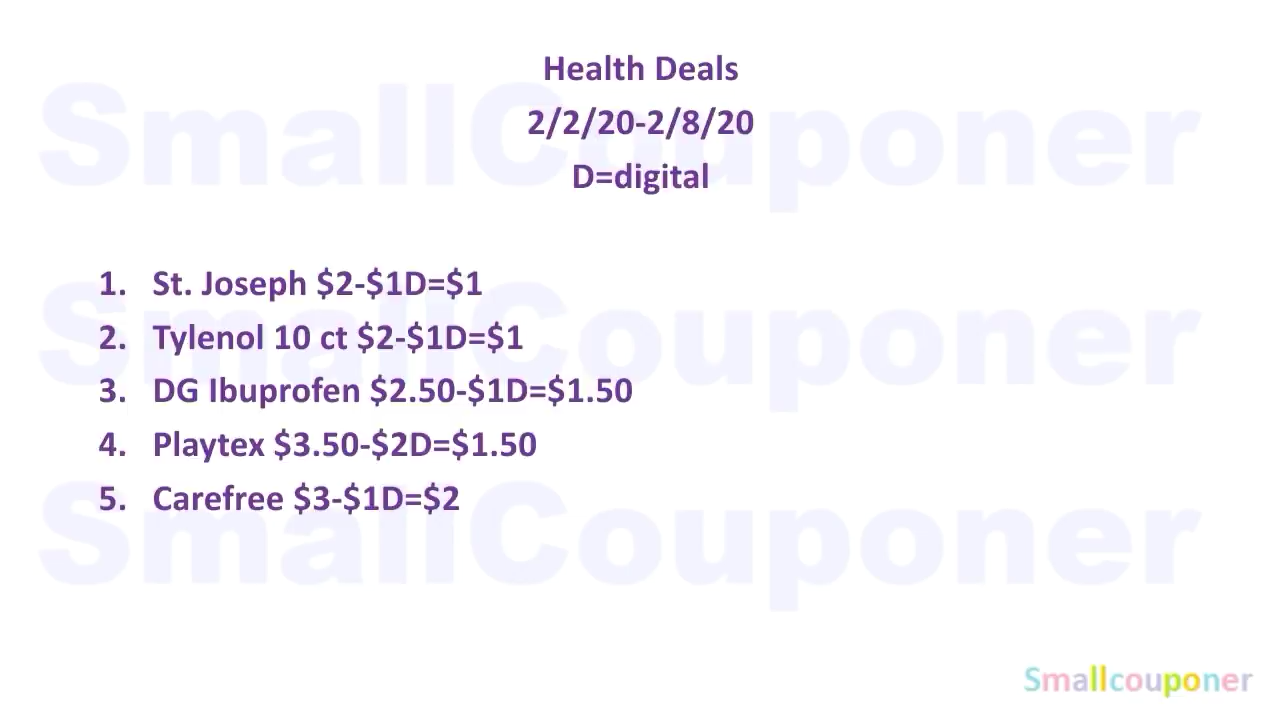 Health Deals
2/2/20-2/8/20
D=digital
1. St. Joseph $2-$1D=$1
2. Tylenol 10 ct $2-$1D=$1
3. DG Ibuprofen $2.50-$1D=$1.50
4. Playtex $3.50-$2D=$1.50
5. Carefree $3-$1D=$2
SmallCouponer
SmallCouponer
SmallCouponer
Smallcouponer